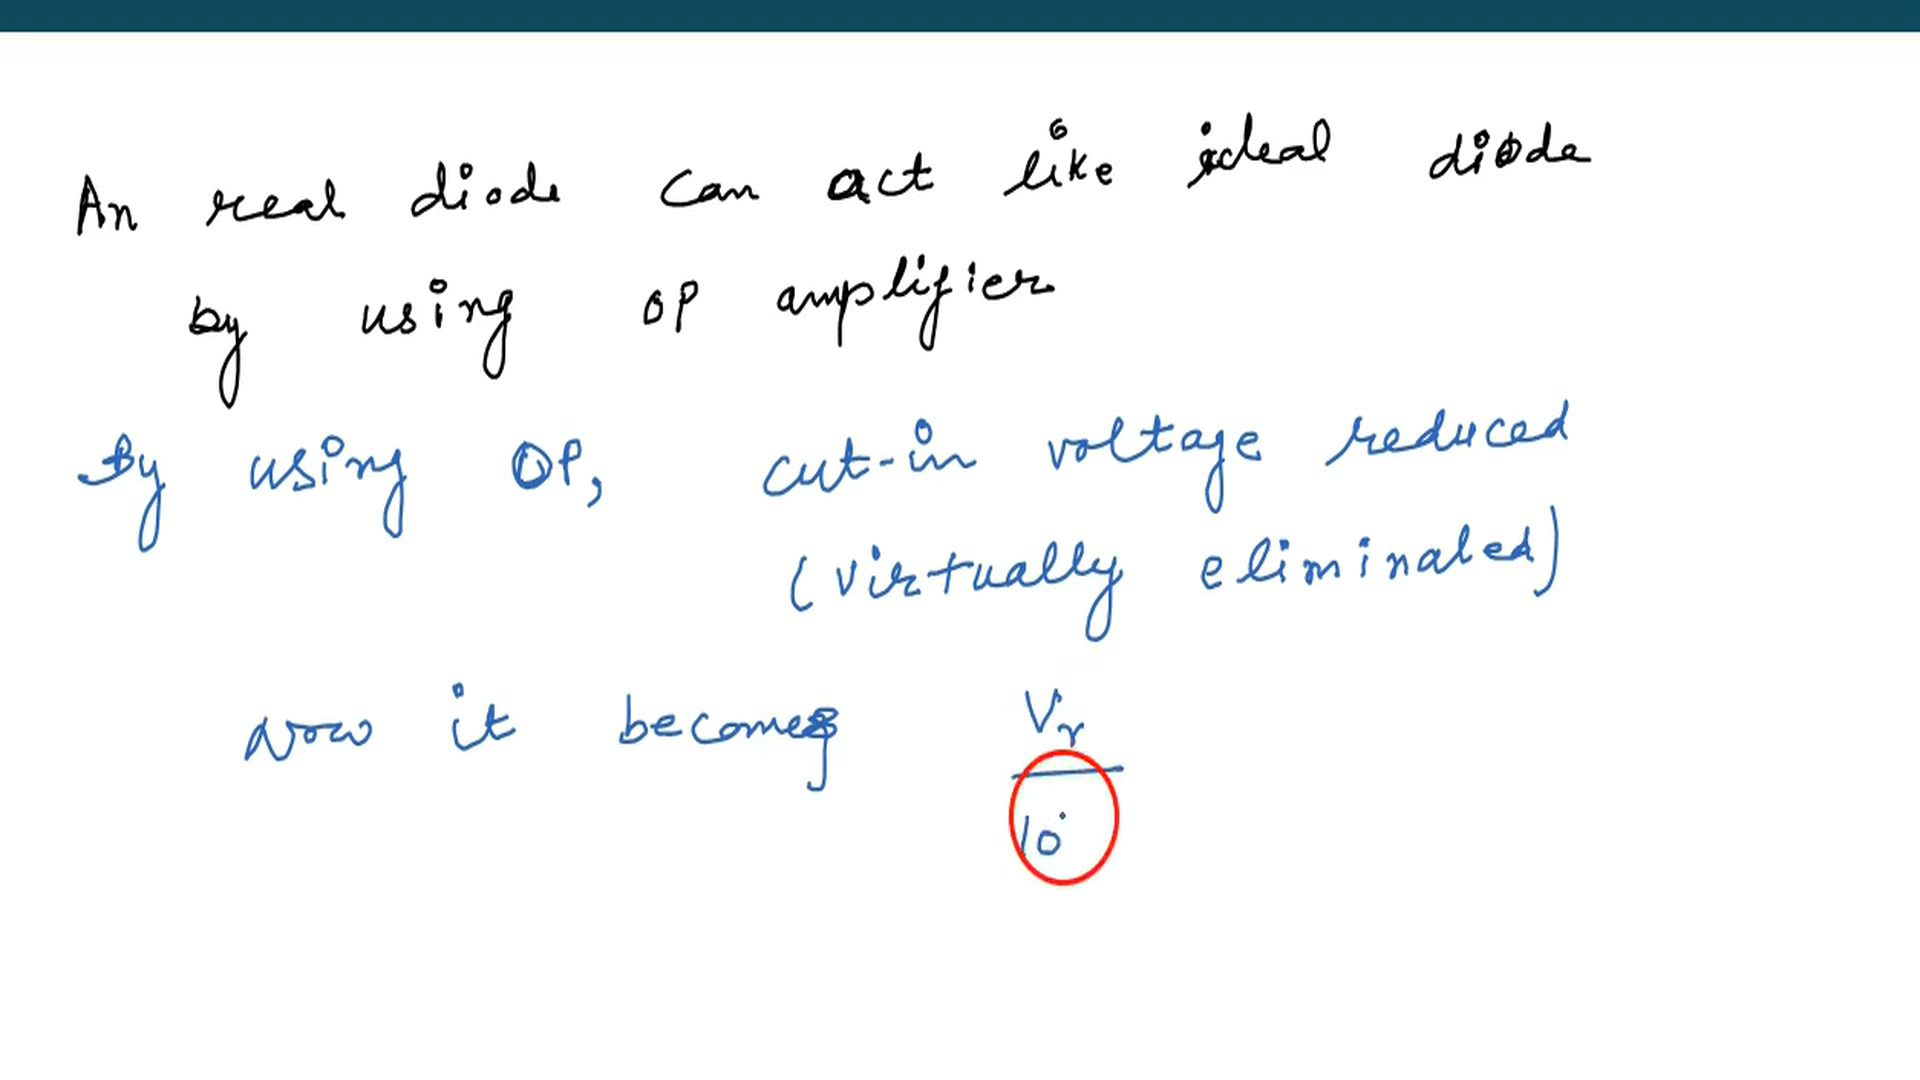 An real diode can act like ideal diode
by using OP amplifier
By using OP, cut-in voltage reduced
(virtually eliminated)
Now it becomes Vγ
10